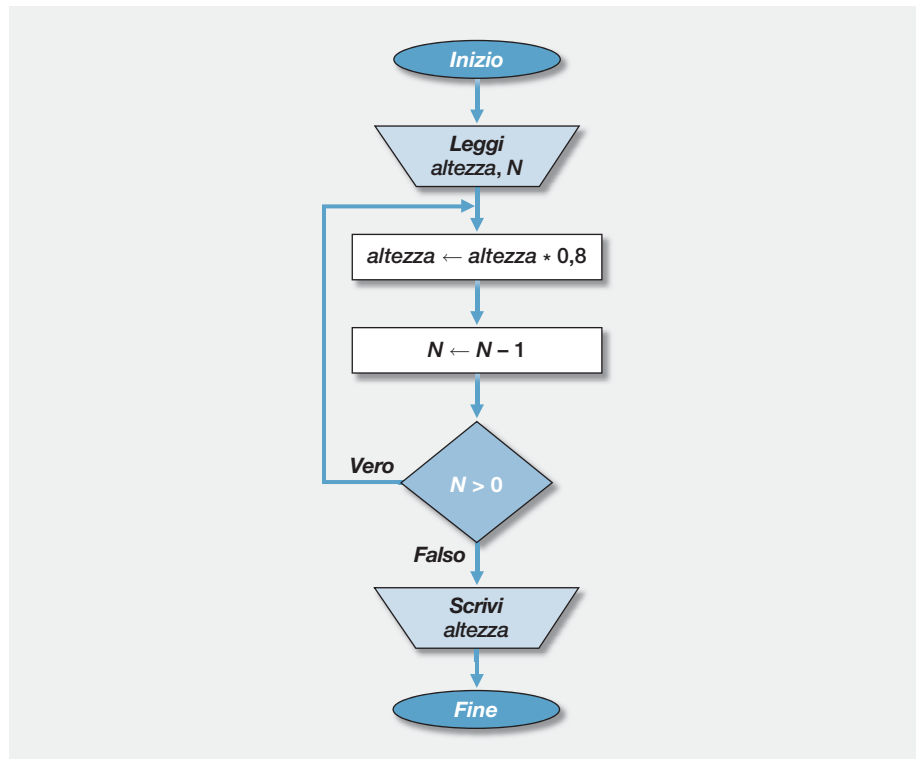 Inizio
Leggi
altezza, N
altezza ← altezza * 0,8
N ← N – 1
Vero
N > 0
Falso
Scrivi
altezza
Fine